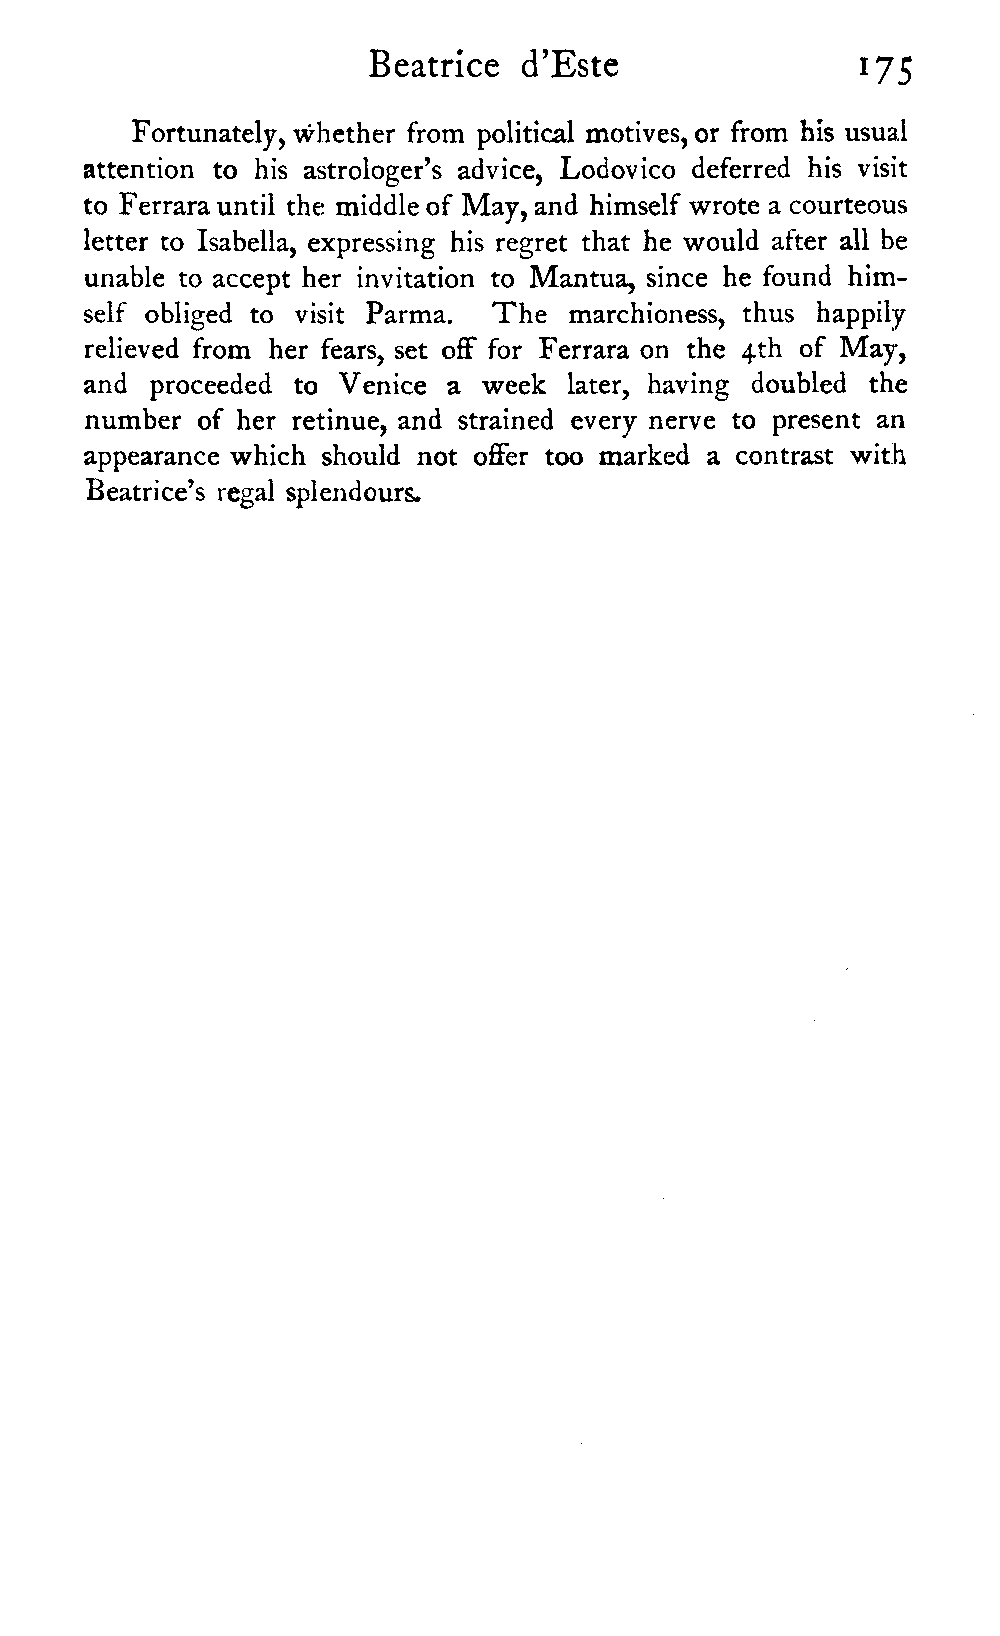 Beatrice d'Este 175
Fortunately, whether from political motives, or from his usual
attention to his astrologer's advice, Lodovico deferred his visit
to Ferrara until the middle of May, and himself wrote a courteous
letter to Isabella, expressing his regret that he would after all be
unable to accept her invitation to Mantua, since he found him-
self obliged to visit Parma. The marchioness, thus happily
relieved from her fears, set off for Ferrara on the 4th of May,
and proceeded to Venice a week later, having doubled the
number of her retinue, and strained every nerve to present an
appearance which should not offer too marked a contrast with
Beatrice's regal splendours.